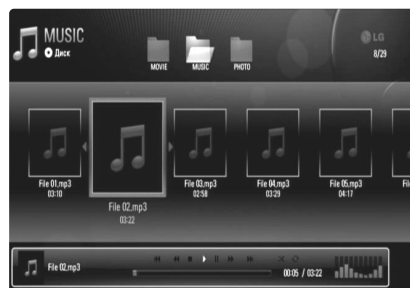 MUSIC
Диск
MOVIE
MUSIC
PHOTO
LG
8/29
File 01.mp3
03:10
File 02.mp3
03:22
File 03.mp3
02:58
File 04.mp3
03:29
File 05.mp3
04:17
File 02.mp3
00:05 / 03:22